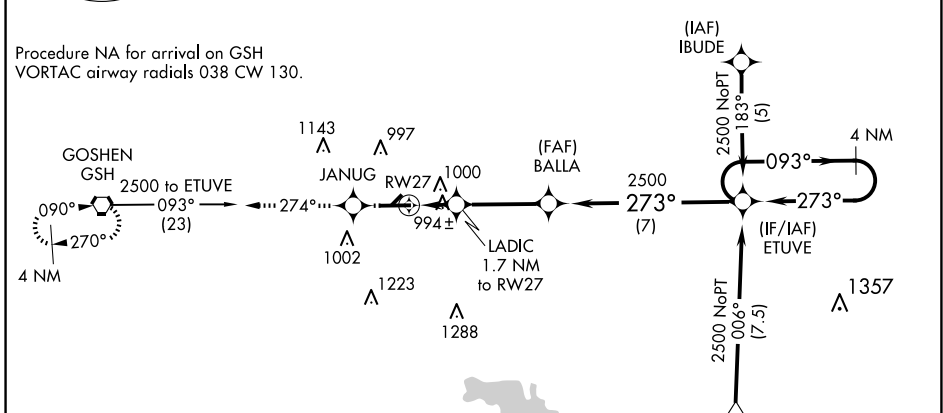 Procedure NA for arrival on GSH
VORTAC airway radials 038 CW 130.
(IAF)
IBUDE
2500 NoPT
183°
(5)
4 NM
093°
273°
(IF/IAF)
ETUVE
2500
273°
(7)
(FAF)
BALLA
1143
997
1000
JANUG
RW27
994±
LADIC
1.7 NM
to RW27
GOSHEN
GSH
2500 to ETUVE
093°
(23)
274°
090°
270°
4 NM
1002
1223
1288
1357
2500 NoPT
006°
(7.5)